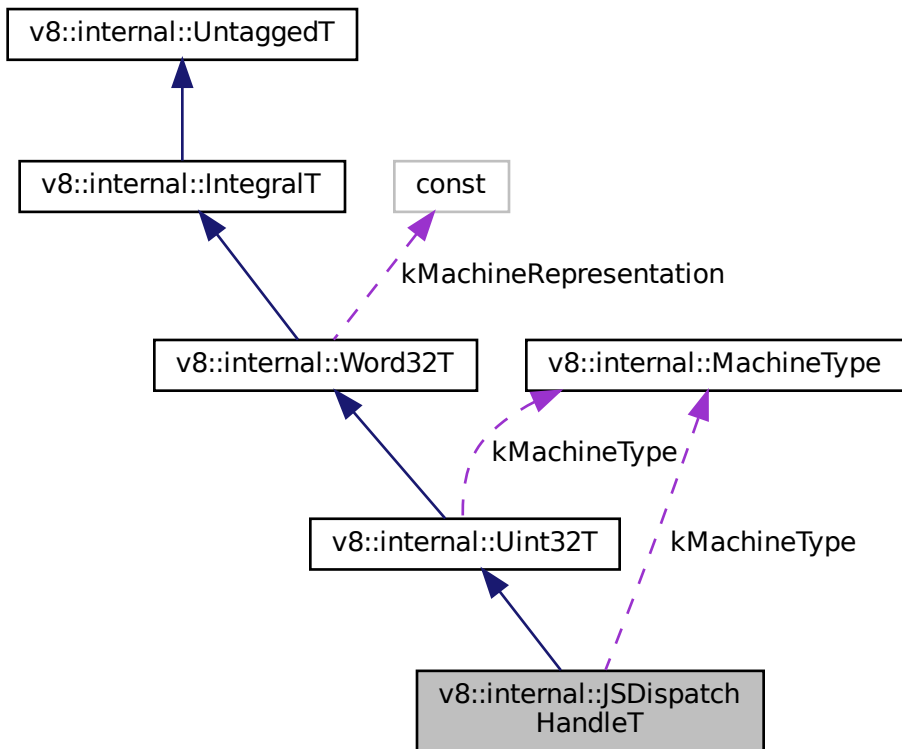 v8::internal::UntaggedT
v8::internal::IntegralT
const
kMachineRepresentation
v8::internal::Word32T
v8::internal::MachineType
kMachineType
v8::internal::Uint32T
kMachineType
v8::internal::JSDispatch
HandleT